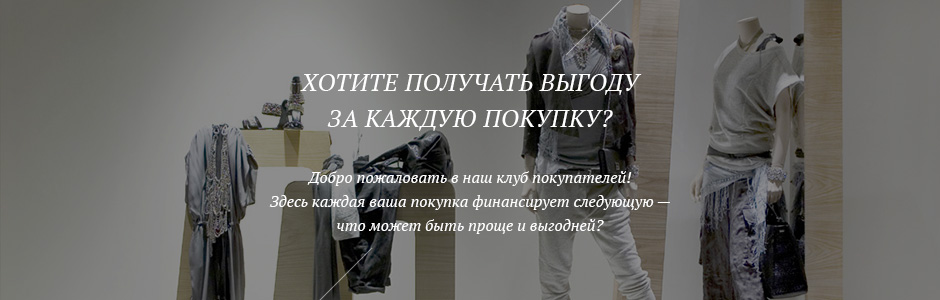 ХОТИТЕ ПОЛУЧАТЬ ВЫГОДУ
ЗА КАЖДУЮ ПОКУПКУ?
Добро пожаловать в наш клуб покупателей!
Здесь каждая ваша покупка финансирует следующую —
что может быть проще и выгодней?